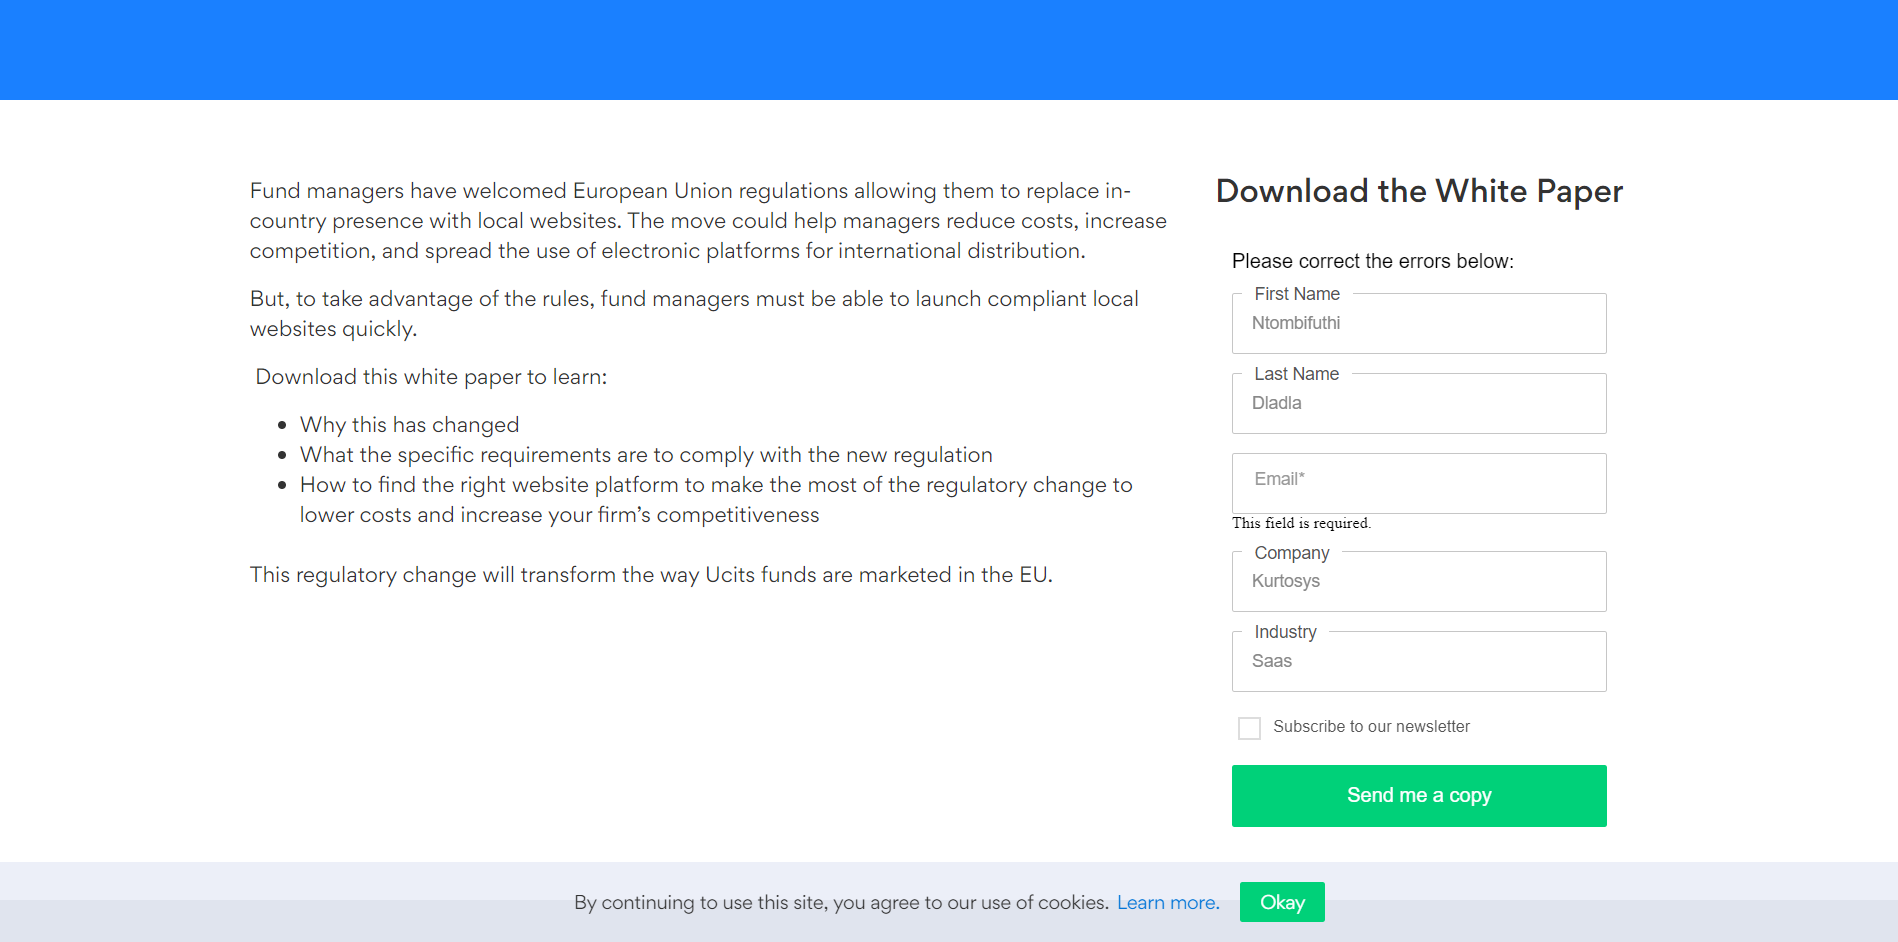 Fund managers have welcomed European Union regulations allowing them to replace in-
country presence with local websites. The move could help managers reduce costs, increase
competition, and spread the use of electronic platforms for international distribution.
But, to take advantage of the rules, fund managers must be able to launch compliant local
websites quickly.
Download this white paper to learn:
Why this has changed
What the specific requirements are to comply with the new regulation
How to find the right website platform to make the most of the regulatory change to
lower costs and increase your firm’s competitiveness
This regulatory change will transform the way Ucits funds are marketed in the EU.
Download the White Paper
Please correct the errors below:
First Name
Ntombifuthi
Last Name
Dladla
Email*
This field is required.
Company
Kurtosys
Industry
Saas
Subscribe to our newsletter
Send me a copy
By continuing to use this site, you agree to our use of cookies. Learn more. Okay